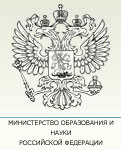 МИНИСТЕРСТВО ОБРАЗОВАНИЯ И
НАУКИ
РОССИЙСКОЙ ФЕДЕРАЦИИ